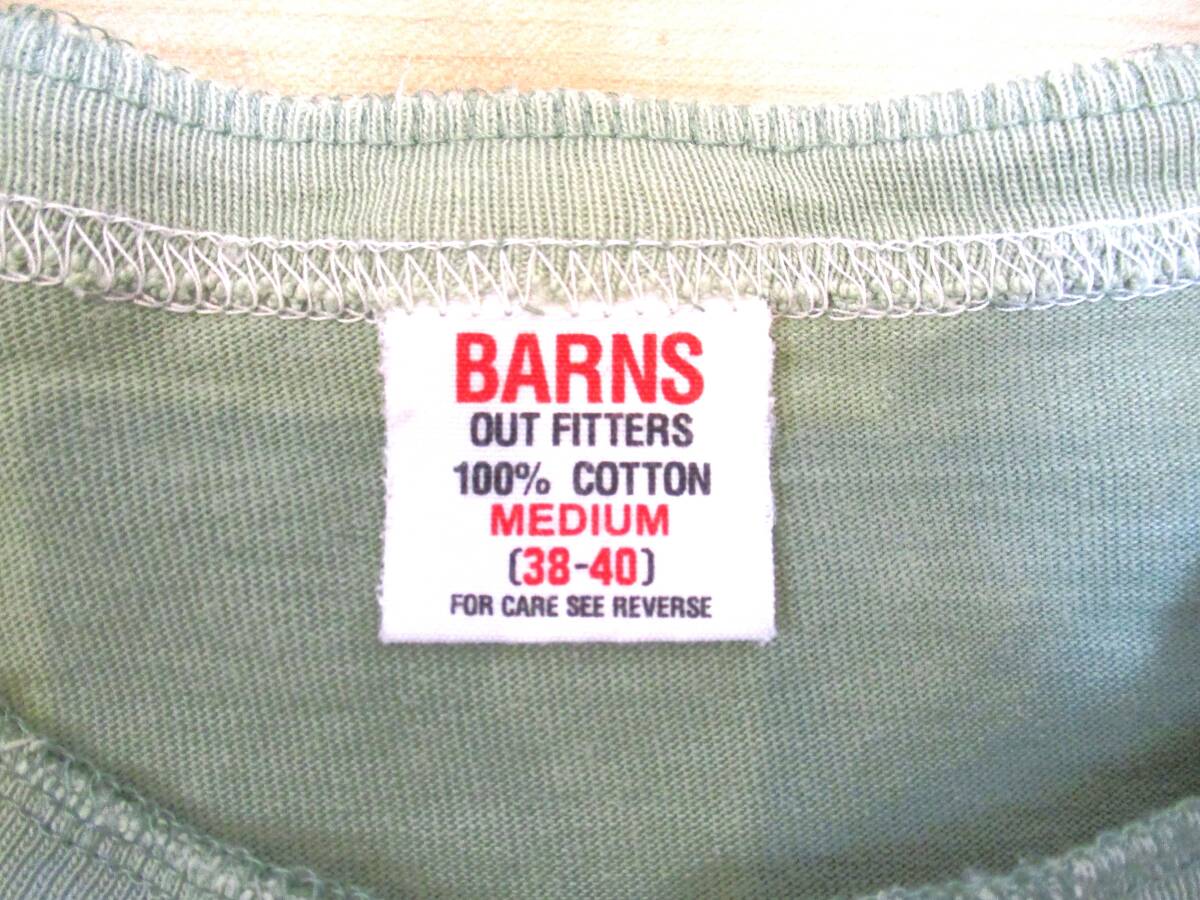 BARNS
OUT FITTERS
100% COTTON
MEDIUM
(38-40)
FOR CARE SEE REVERSE